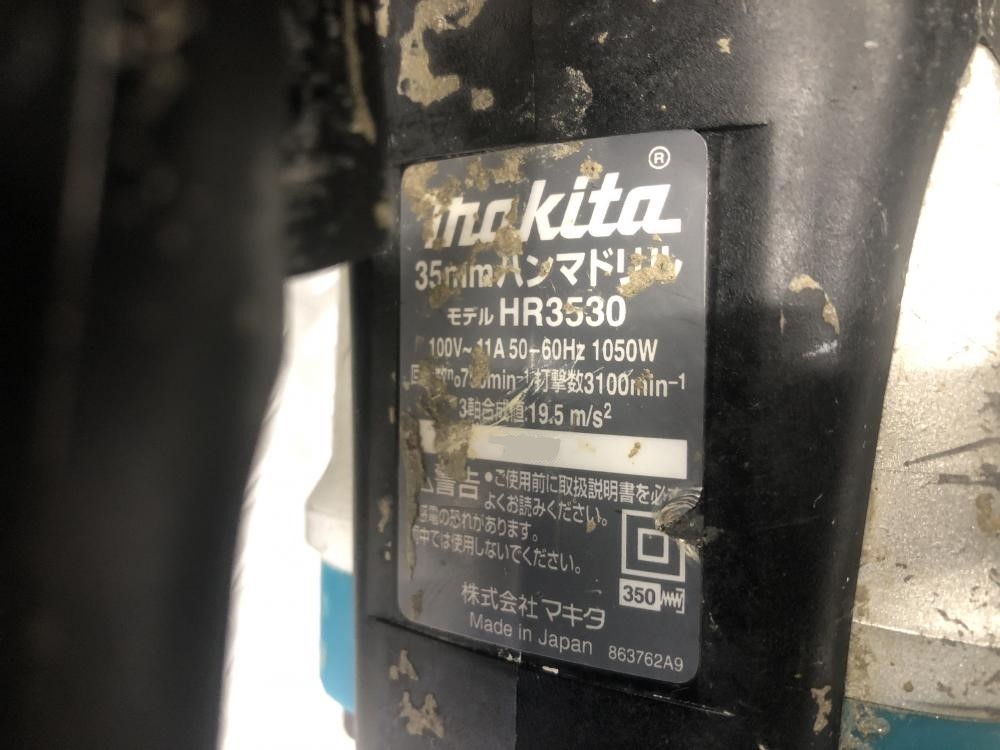 ®
makita
35mmハンマドリル
モデル HR3530
100V~ 11A 50-60Hz 1050W
min⁻¹ 打撃数3100min⁻¹
3軸合成値:19.5 m/s²
•ご使用前に取扱説明書を必
よくお読みください。
感電の恐れがあります。
中では使用しないでください。
350
株式会社 マキタ
Made in Japan
863762A9